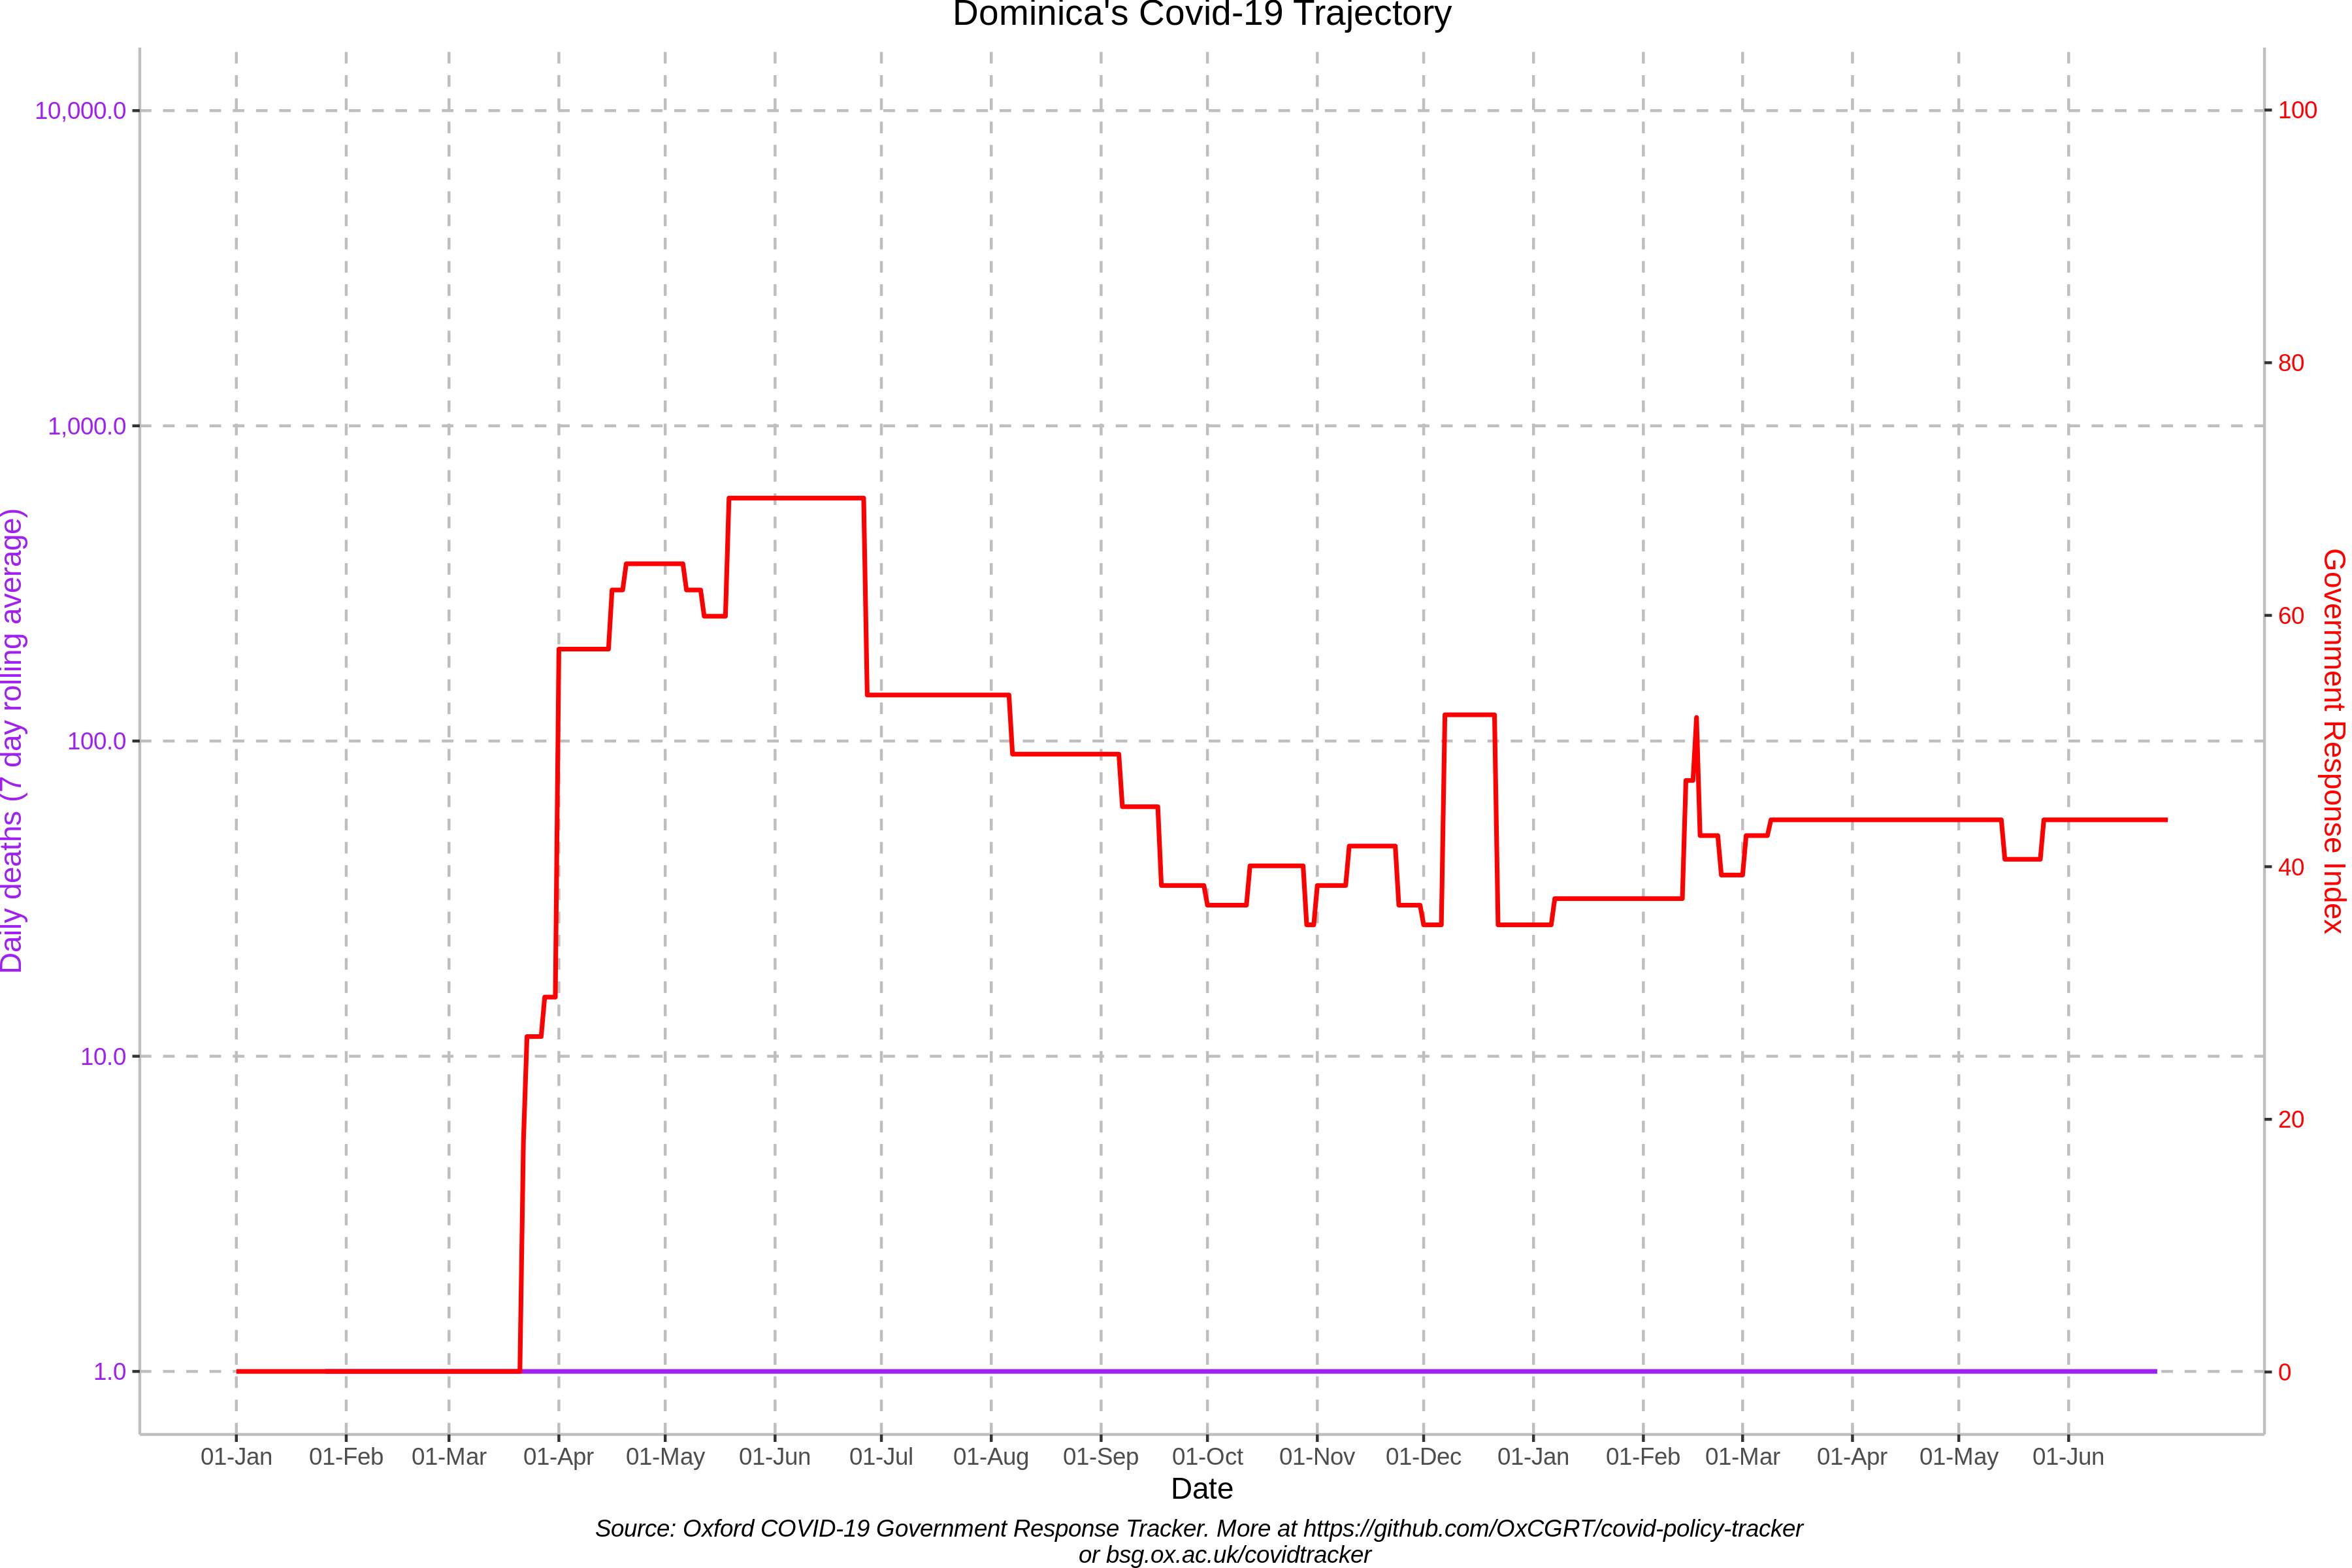 Dominica's Covid-19 Trajectory
10,000.0
1,000.0
100.0
10.0
1.0
Daily deaths (7 day rolling average)
100
80
60
40
20
0
Government Response Index
01-Jan 01-Feb 01-Mar 01-Apr 01-May 01-Jun 01-Jul 01-Aug 01-Sep 01-Oct 01-Nov 01-Dec 01-Jan 01-Feb 01-Mar 01-Apr 01-May 01-Jun
Date
Source: Oxford COVID-19 Government Response Tracker. More at https://github.com/OxCGRT/covid-policy-tracker
or bsg.ox.ac.uk/covidtracker